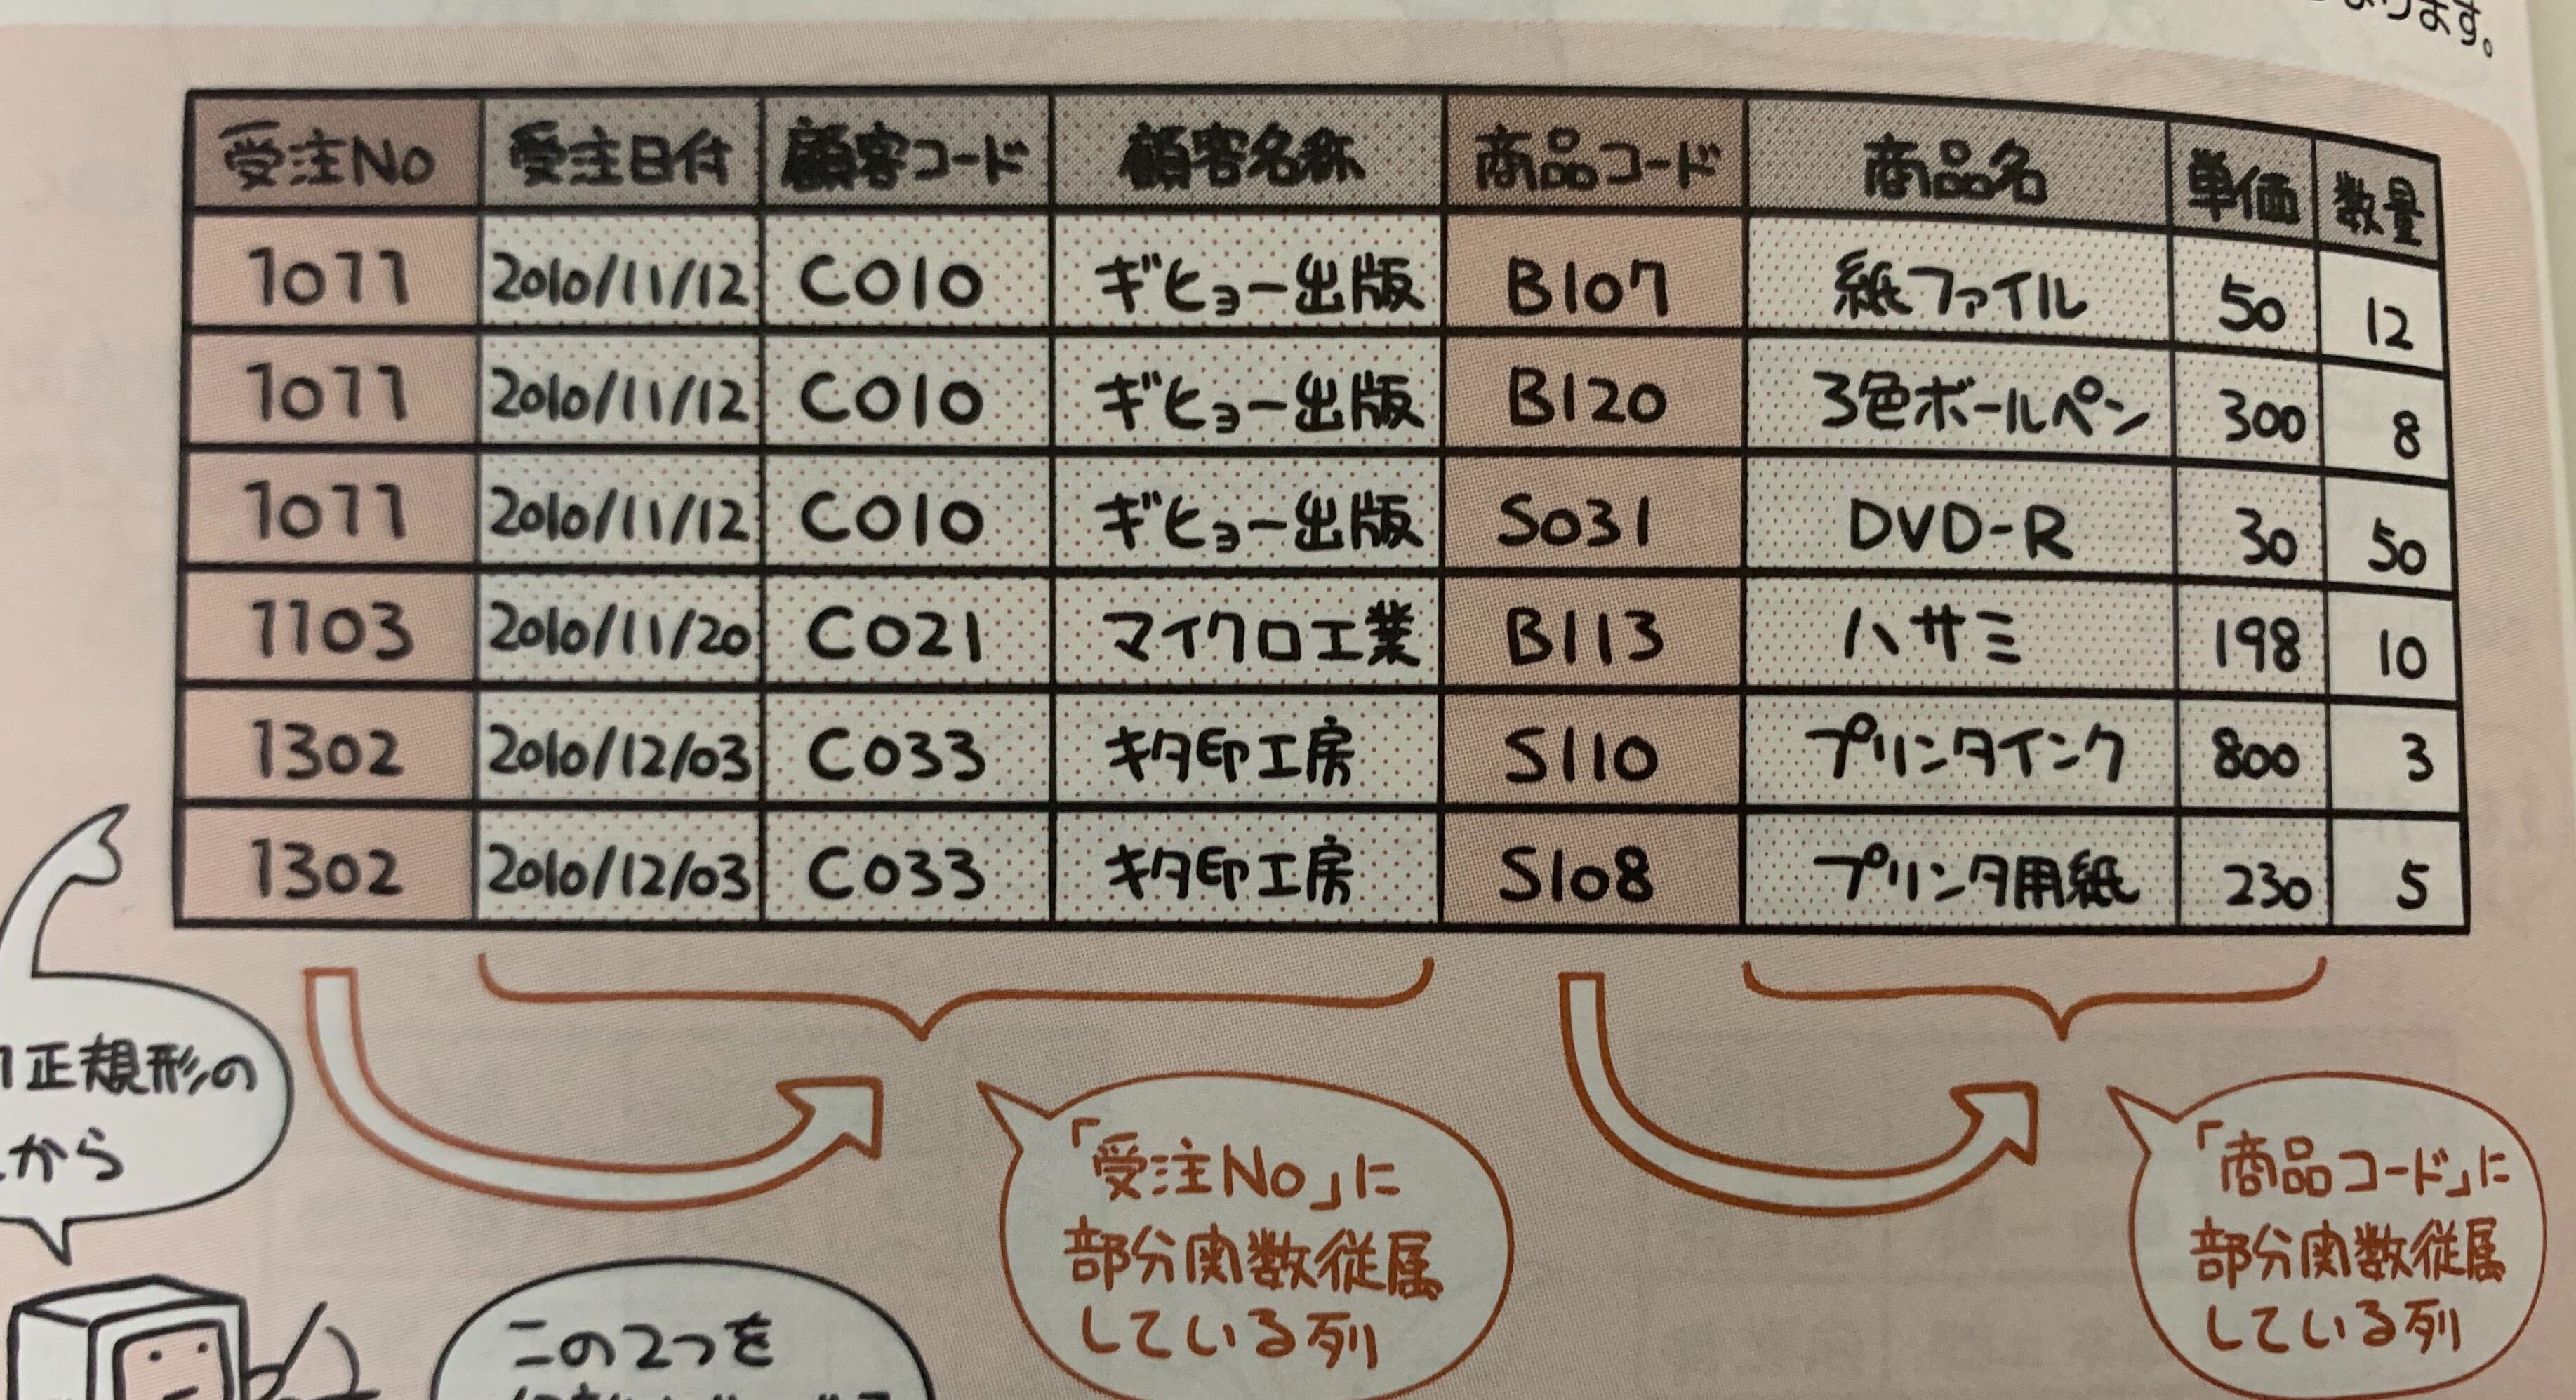 ります。
受注No 受注日付 顧客コード 顧客名称 商品コード 商品名 単価 数量
1077 2010/11/12 C010 ギヒョー出版 B107 紙ファイル 50 12
1077 2010/11/12 C010 ギヒョー出版 B120 3色ボールペン 300 8
1077 2010/11/12 C010 ギヒョー出版 S031 DVD-R 30 50
1103 2010/11/20 C021 マイクロ工業 B113 ハサミ 198 10
1302 2010/12/03 C033 キタ印工房 S110 プリンタインク 800 3
1302 2010/12/03 C033 キタ印工房 S108 プリンタ用紙 230 5
正規形の
から
「受注No」に
部分関数従属
している列
「商品コード」に
部分関数従属
している列
この2つを